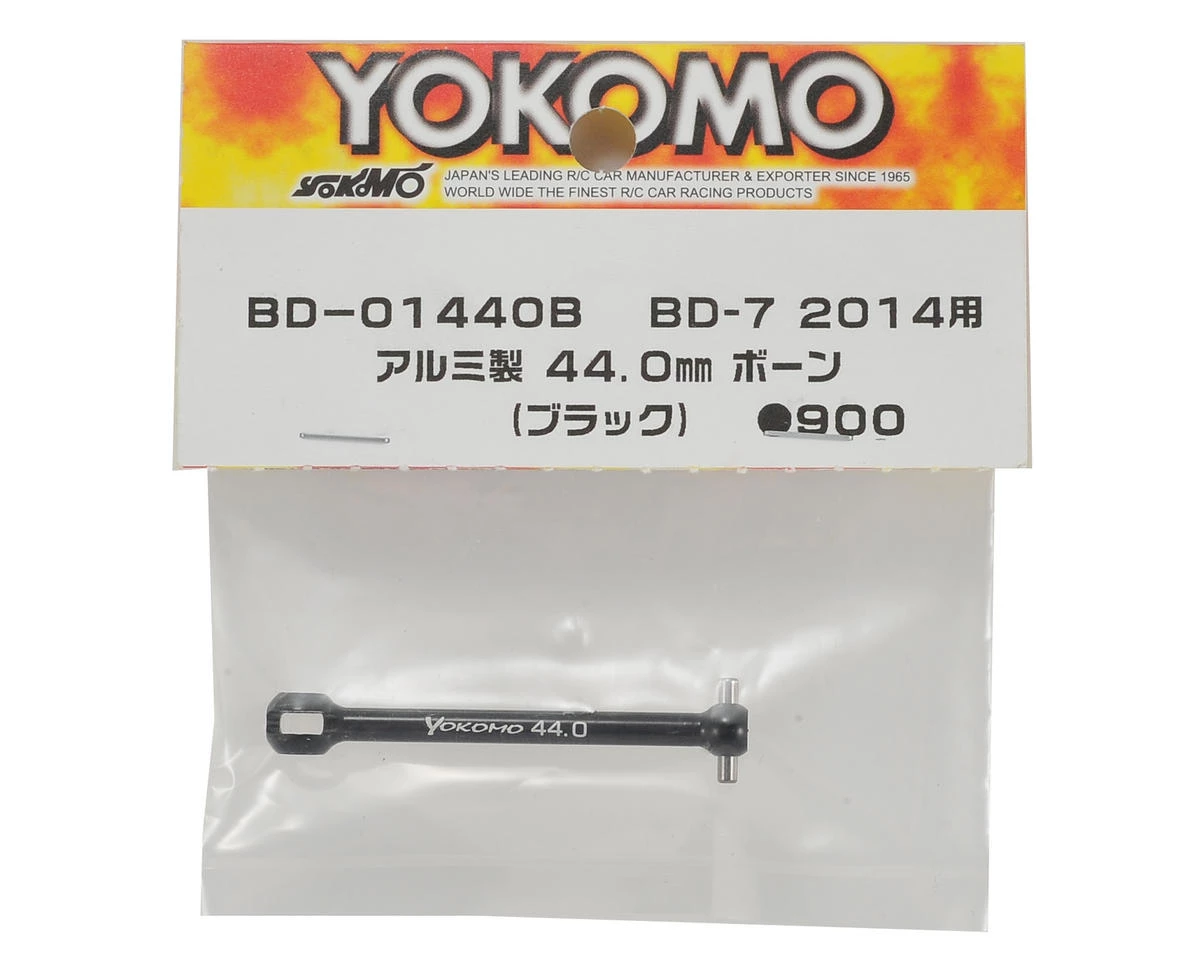 YOKOMO
YOKOMO JAPAN'S LEADING R/C CAR MANUFACTURER & EXPORTER SINCE 1965
WORLD WIDE THE FINEST R/C CAR RACING PRODUCTS
BD-01440B BD-7 2014用
アルミ製 44.0mm ボーン
(ブラック) ●900
YOKOMO 44.0